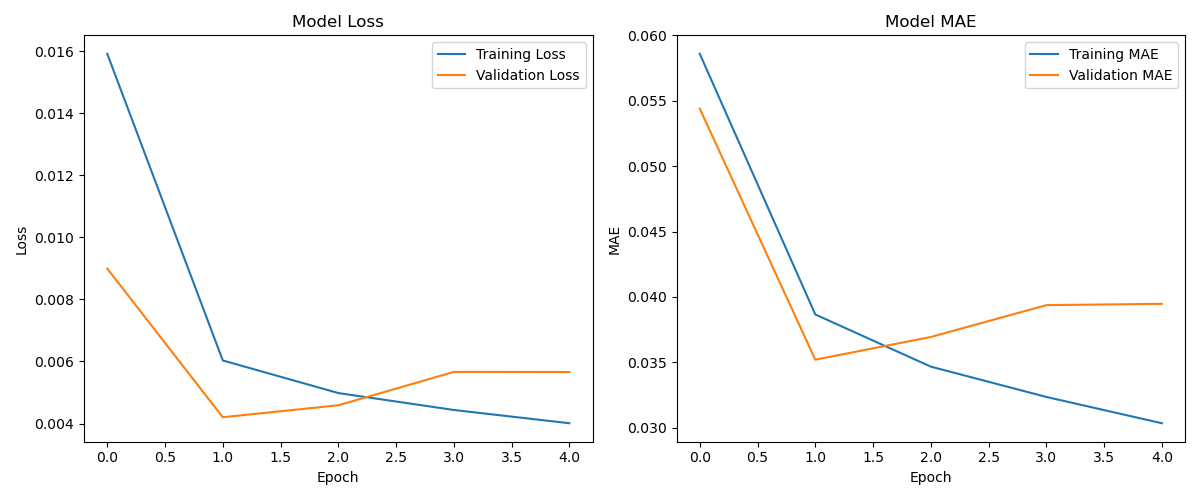 Model Loss
0.016
0.014
0.012
0.010
0.008
0.006
0.004
Loss
Training Loss
Validation Loss
0.0 0.5 1.0 1.5 2.0 2.5 3.0 3.5 4.0
Epoch
Model MAE
0.060
0.055
0.050
0.045
0.040
0.035
0.030
MAE
Training MAE
Validation MAE
0.0 0.5 1.0 1.5 2.0 2.5 3.0 3.5 4.0
Epoch